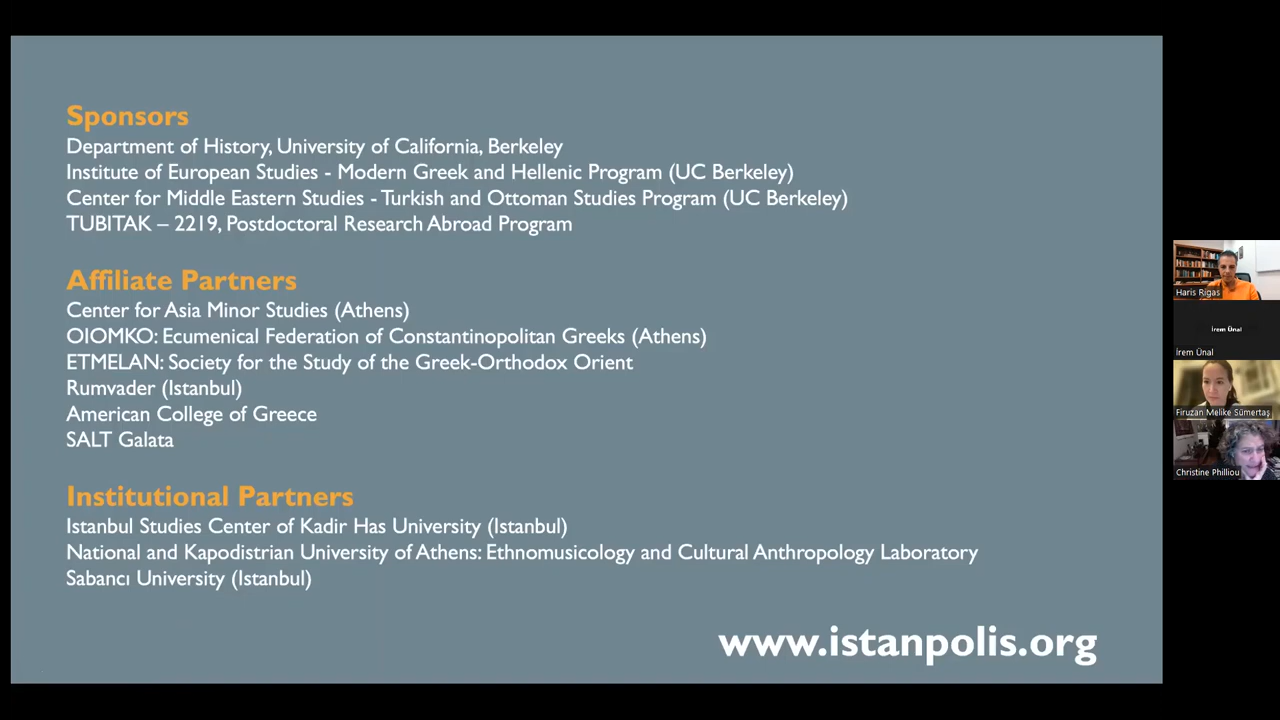 Sponsors
Department of History, University of California, Berkeley
Institute of European Studies - Modern Greek and Hellenic Program (UC Berkeley)
Center for Middle Eastern Studies - Turkish and Ottoman Studies Program (UC Berkeley)
TUBITAK – 2219, Postdoctoral Research Abroad Program
Affiliate Partners
Center for Asia Minor Studies (Athens)
OIOMKO: Ecumenical Federation of Constantinopolitan Greeks (Athens)
ETMELAN: Society for the Study of the Greek-Orthodox Orient
Rumvader (Istanbul)
American College of Greece
SALT Galata
Institutional Partners
Istanbul Studies Center of Kadir Has University (Istanbul)
National and Kapodistrian University of Athens: Ethnomusicology and Cultural Anthropology Laboratory
Sabancı University (Istanbul)
www.istanpolis.org
Haris Rigas
İrem Ünal
İrem Ünal
Firuzan Melike Sümertaş
Christine Philliou